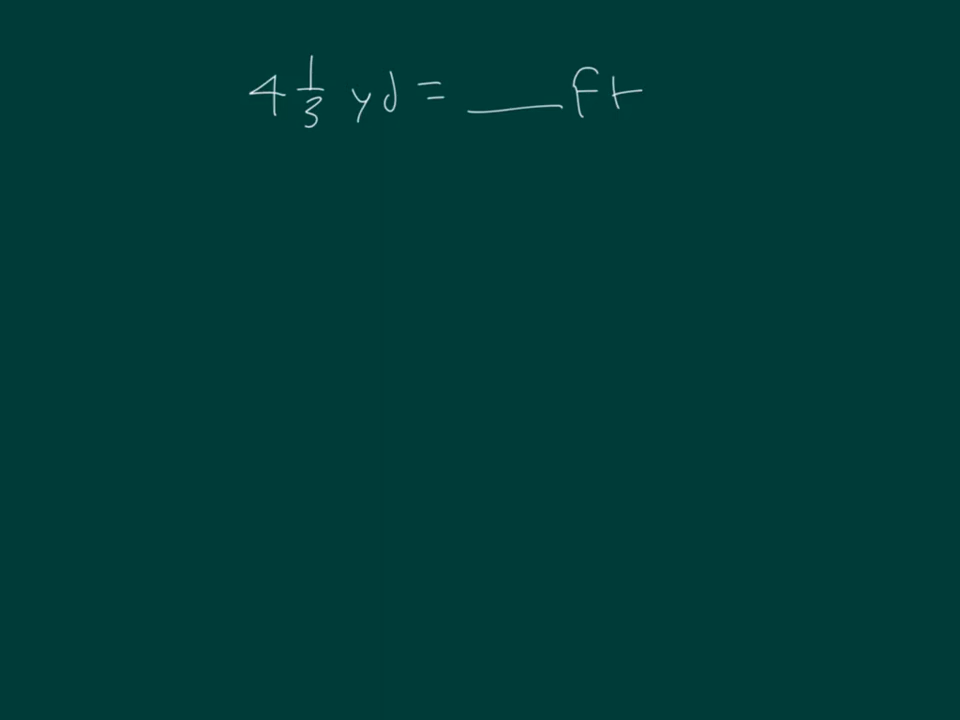 4 1/3 yd = ___ ft